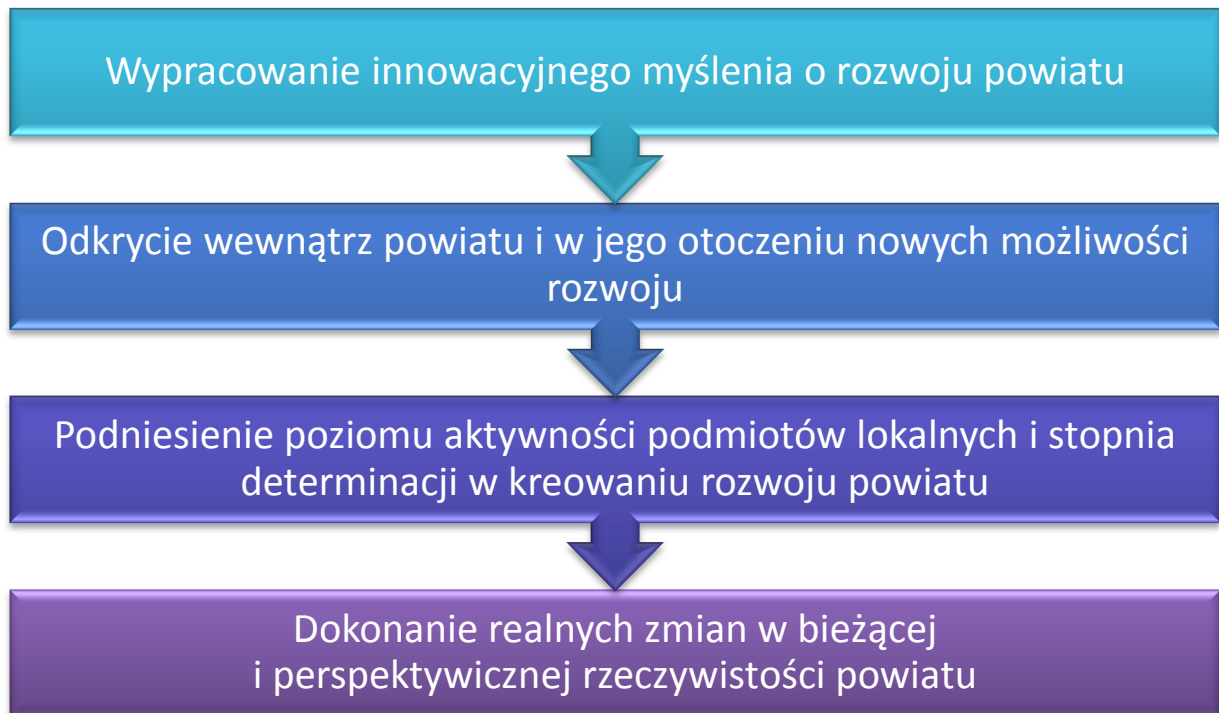 Wypracowanie innowacyjnego myślenia o rozwoju powiatu
Odkrycie wewnątrz powiatu i w jego otoczeniu nowych możliwości
rozwoju
Podniesienie poziomu aktywności podmiotów lokalnych i stopnia
determinacji w kreowaniu rozwoju powiatu
Dokonanie realnych zmian w bieżącej
i perspektywicznej rzeczywistości powiatu